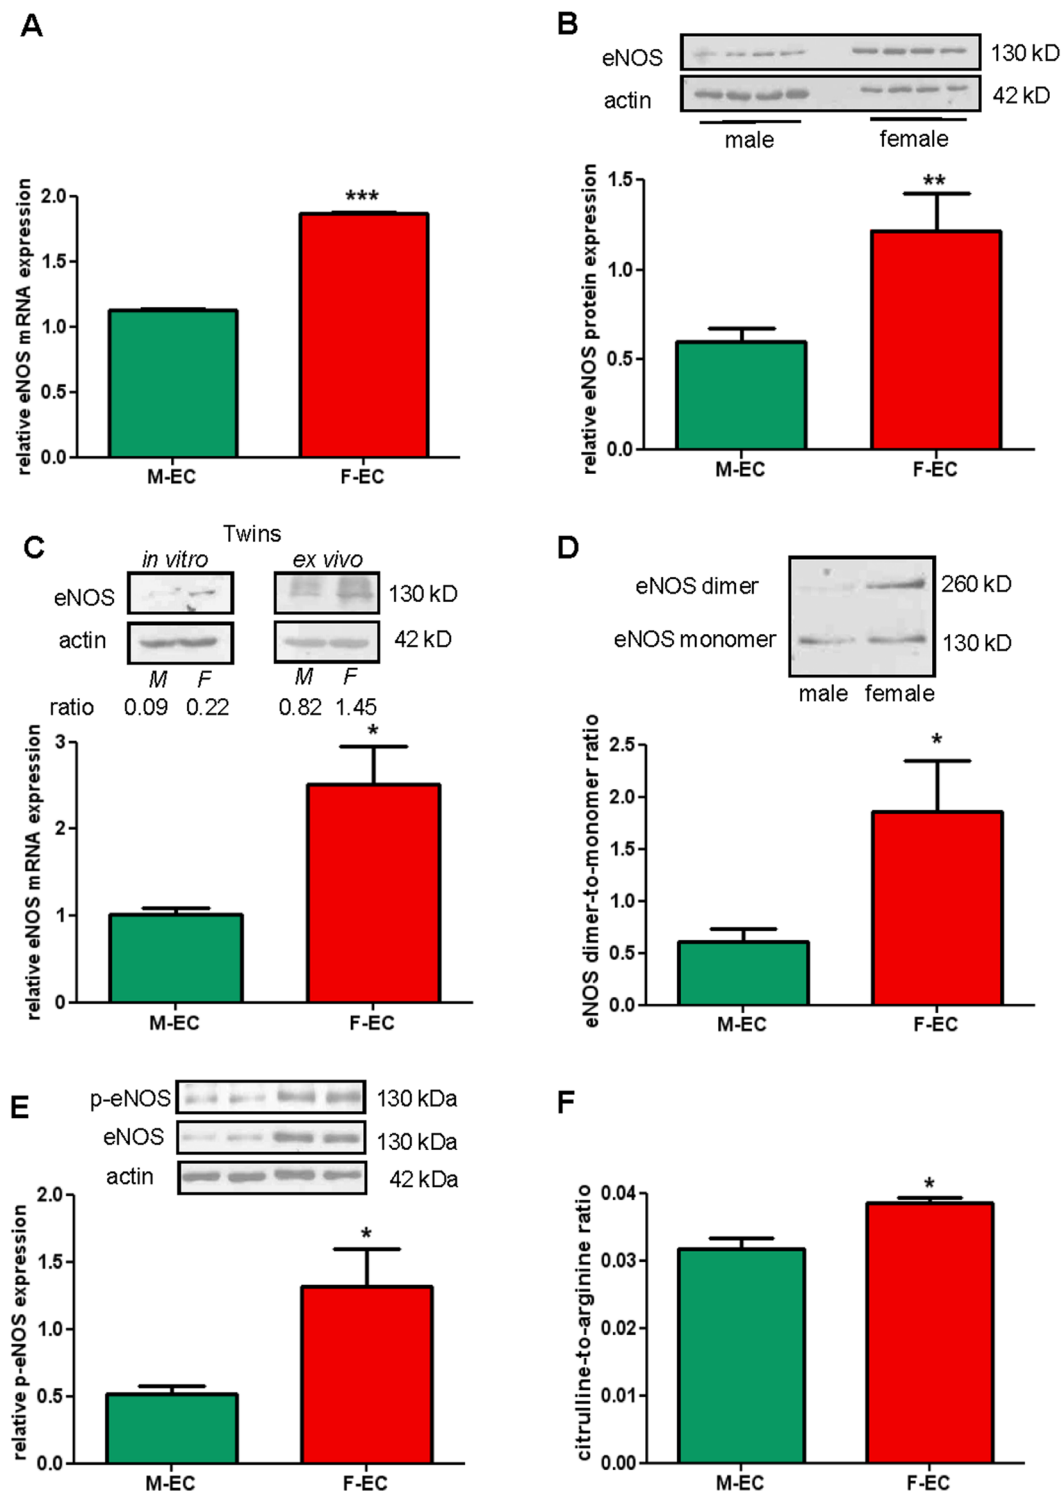 A
relative eNOS mRNA expression
2.0
1.5
1.0
0.5
0.0
***
M-EC
F-EC
B
eNOS
130 kD
actin
42 kD
male
female
relative eNOS protein expression
1.5
1.0
0.5
0.0
**
M-EC
F-EC
C
Twins
in vitro
ex vivo
eNOS
130 kD
actin
42 kD
M
F
M
F
ratio
0.09
0.22
0.82
1.45
relative eNOS mRNA expression
3
2
1
0
*
M-EC
F-EC
D
eNOS dimer
260 kD
eNOS monomer
130 kD
male
female
eNOS dimer-to-monomer ratio
2.5
2.0
1.5
1.0
0.5
0.0
*
M-EC
F-EC
E
p-eNOS
130 kDa
eNOS
130 kDa
actin
42 kDa
relative p-eNOS expression
2.0
1.5
1.0
0.5
0.0
*
M-EC
F-EC
F
citrulline-to-arginine ratio
0.04
0.03
0.02
0.01
0.00
*
M-EC
F-EC